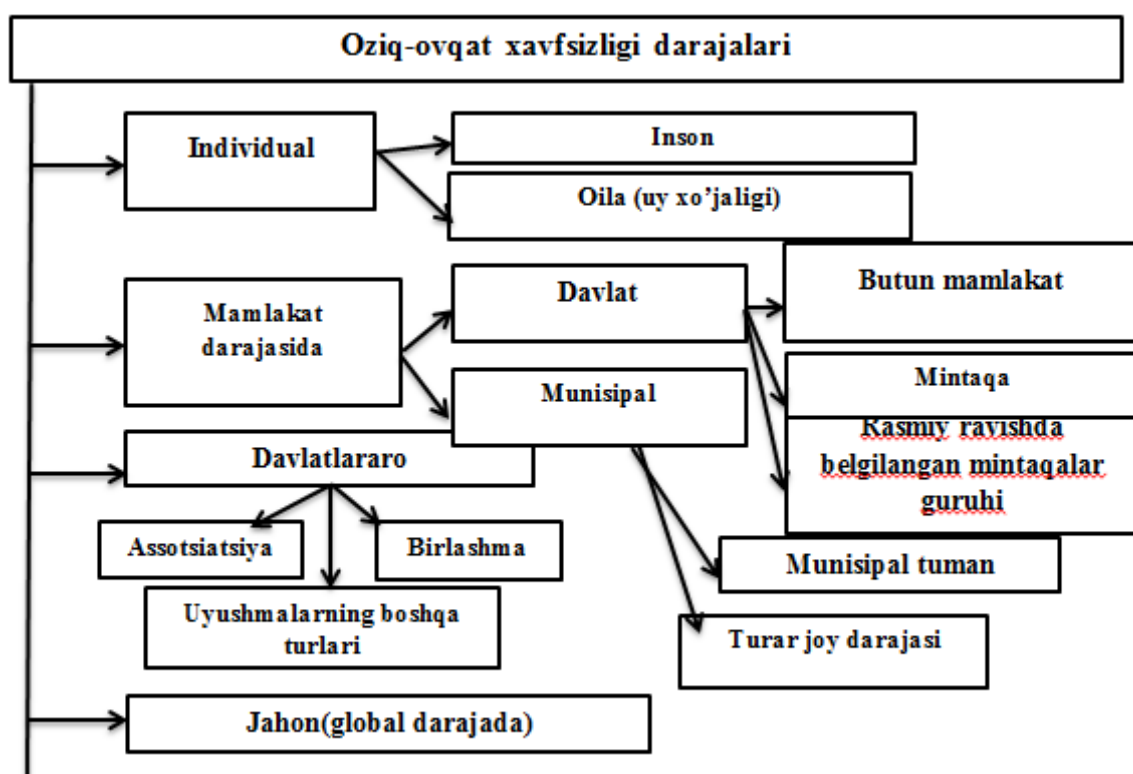 Oziq-ovqat xavfsizligi darajalari
Individual
Inson
Oila (uy xo’jaligi)
Mamlakat
darajasida
Davlat
Butun mamlakat
Mintaqa
Rasmiy ravishda
belgilangan mintaqalar
guruhi
Munisipal
Munisipal tuman
Turar joy darajasi
Davlatlararo
Assotsiatsiya
Birlashma
Uyushmalarning boshqa
turlari
Jahon(global darajada)